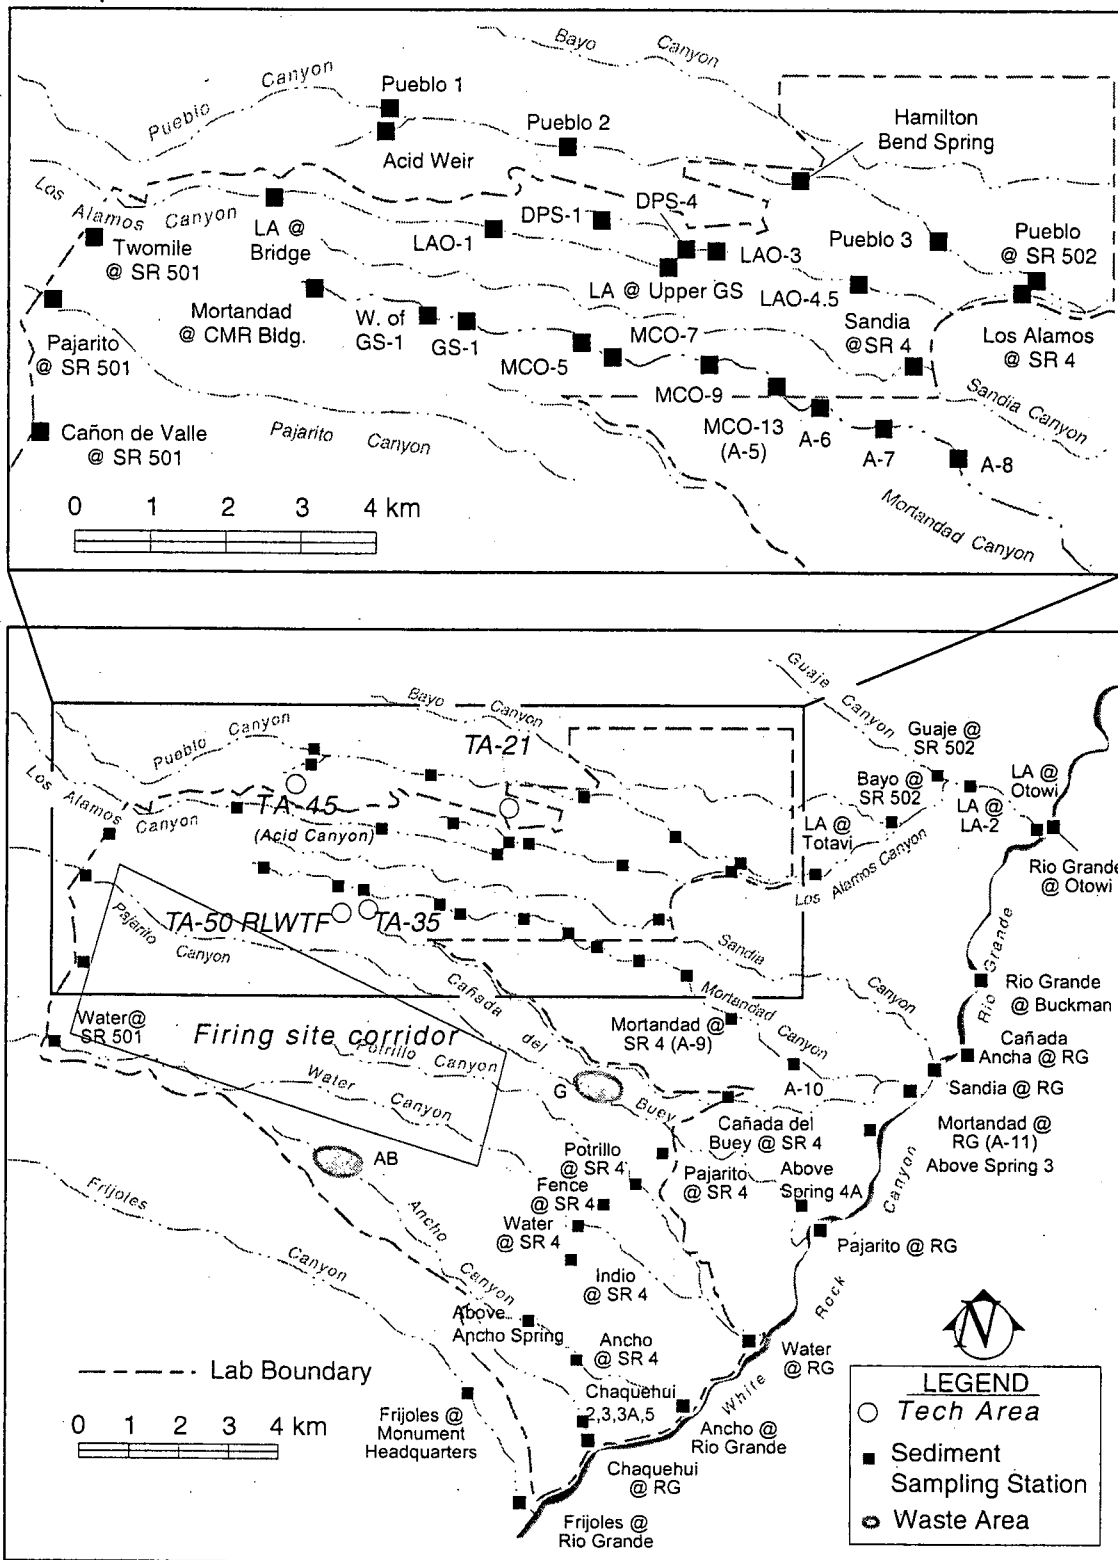 Bayo Canyon
Pueblo Canyon
Pueblo 1
Acid Weir
Pueblo 2
Hamilton
Bend Spring
Los Alamos Canyon
Twomile
@ SR 501
LA @
Bridge
LAO-1
DPS-1
DPS-4
LAO-3
LA @ Upper GS
Pueblo 3
Pueblo
@ SR 502
LAO-4.5
Sandia
@SR 4
Los Alamos
@ SR 4
Pajarito
@ SR 501
Mortandad
@ CMR Bldg.
W. of
GS-1
GS-1
MCO-5
MCO-7
MCO-9
MCO-13
(A-5)
A-6
A-7
A-8
Sandia Canyon
Mortandad Canyon
Cañon de Valle
@ SR 501
Pajarito Canyon
0 1 2 3 4 km
Guaje Canyon
Bayo Canyon
Pueblo Canyon
TA-21
Guaje @
SR 502
LA @
Otowi
Bayo @
SR 502
LA @
LA-2
Los Alamos Canyon
TA-45
(Acid Canyon)
LA @
Totavi
Los Alamos Canyon
Rio Grande
@ Otowi
Pajarito Canyon
TA-50 RLWTF
TA-35
Sandia Canyon
Rio Grande
Rio Grande
@ Buckman
Cañada del Buey
Mortandad Canyon
Water@
SR 501
Firing site corridor
Mortandad @
SR 4 (A-9)
Cañada
Ancha @ RG
Potrillo Canyon
Water Canyon
G
A-10
Sandia @ RG
Cañada del
Buey @ SR 4
Mortandad @
RG (A-11)
Above Spring 3
AB
Potrillo
@ SR 4
Pajarito
@ SR 4
Above
Spring 4A
Fence
@ SR 4
Frijoles Canyon
Ancho Canyon
Water
@ SR 4
Pajarito @ RG
Indio
@ SR 4
White Rock Canyon
Above
Ancho Spring
Ancho
@ SR 4
Water
@ RG
Lab Boundary
Chaquehui
2,3,3A,5
Ancho @
Rio Grande
0 1 2 3 4 km
Frijoles @
Monument
Headquarters
Chaquehui
@ RG
Frijoles @
Rio Grande
N
LEGEND
Tech Area
Sediment
Sampling Station
Waste Area